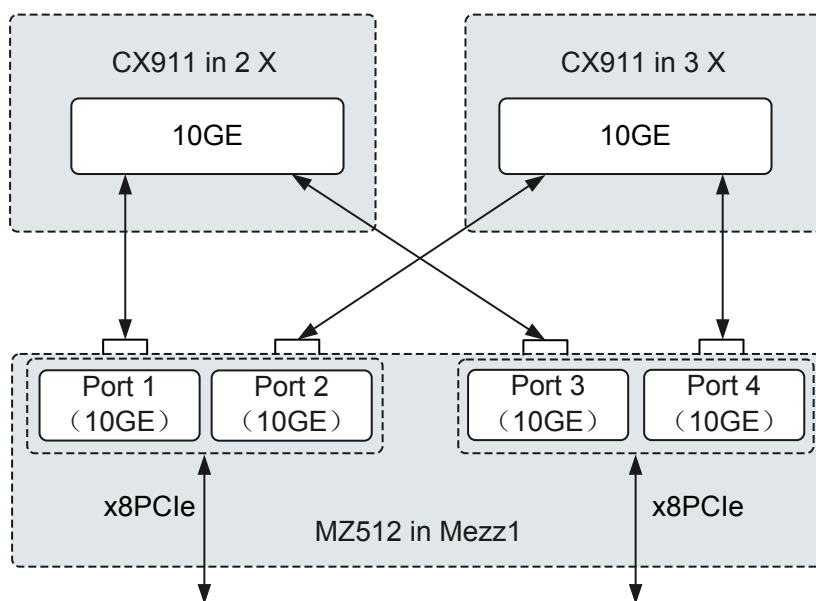 CX911 in 2 X
CX911 in 3 X
10GE
10GE
Port 1
（10GE）
Port 2
（10GE）
Port 3
（10GE）
Port 4
（10GE）
x8PCIe
x8PCIe
MZ512 in Mezz1